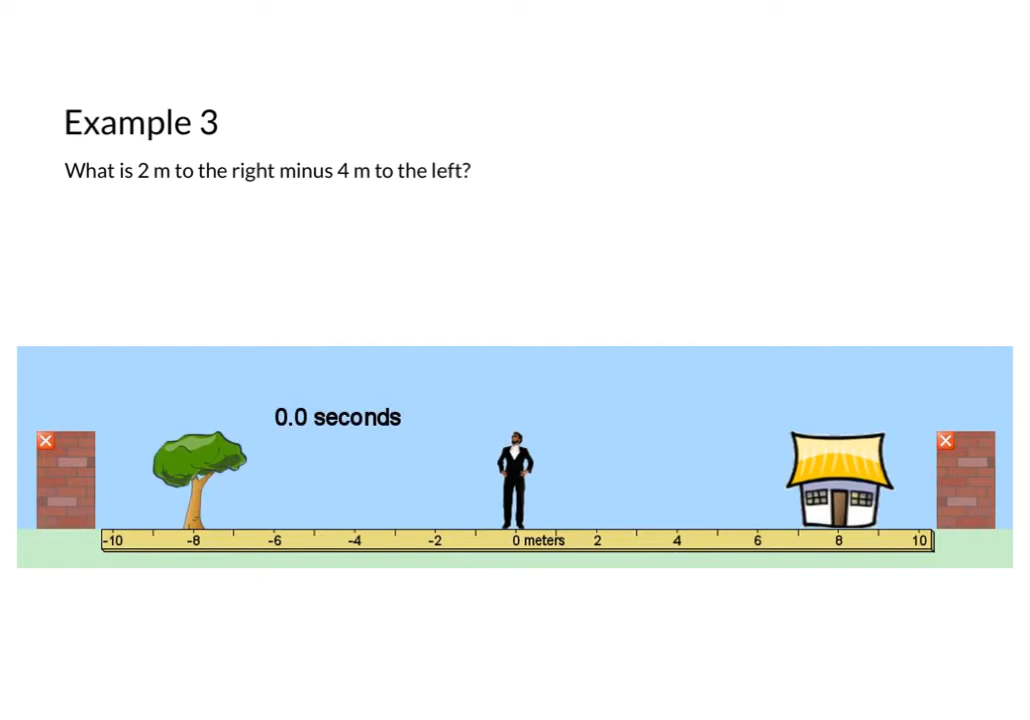 Example 3
What is 2 m to the right minus 4 m to the left?
0.0 seconds
-10 -8 -6 -4 -2 0 meters 2 4 6 8 10